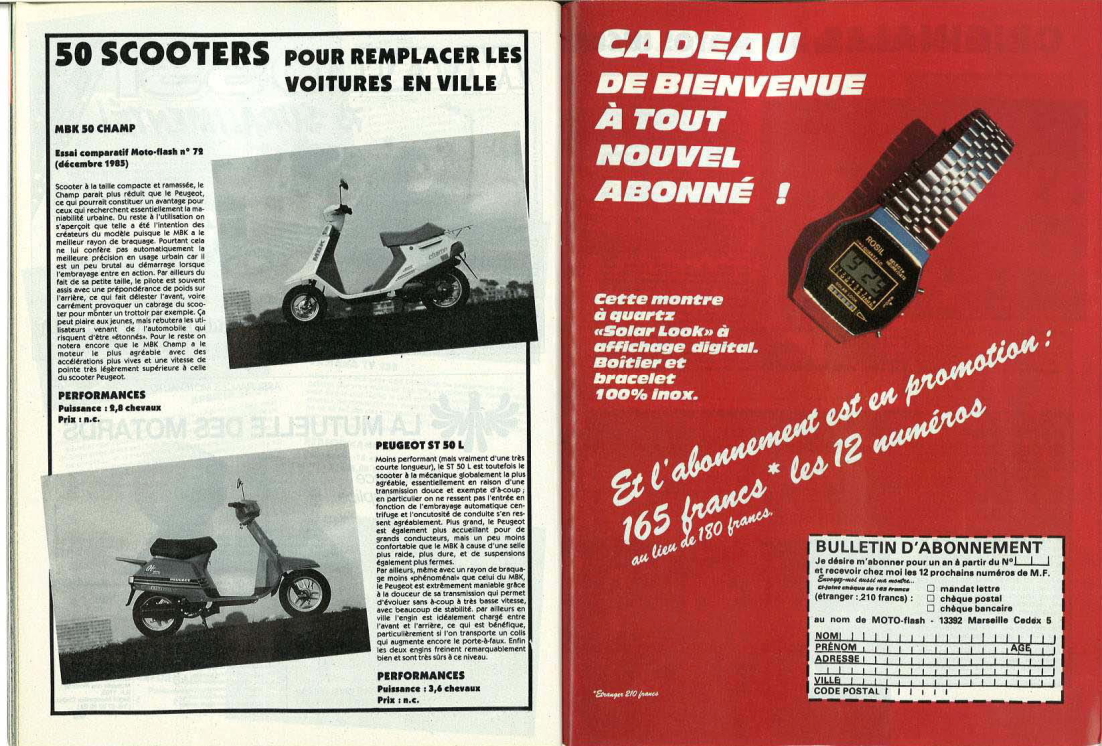 50 SCOOTERS POUR REMPLACER LES
VOITURES EN VILLE
MBK 50 CHAMP
Essai comparatif Moto-flash n° 72
(décembre 1985)
Scooter à la taille compacte et ramassée, le
Champ parait plus réduit que le Peugeot,
ce qui pourrait constituer un avantage pour
ceux qui recherchent essentiellement la ma-
niabilité urbaine. Du reste à l'utilisation on
s'aperçoit que telle a été l'intention des
créateurs du modèle puisque le MBK a le
meilleur rayon de braquage. Pourtant cela
ne lui confère pas automatiquement la
meilleure précision en usage urbain car il
est un peu brutal au démarrage lorsque
l'embrayage entre en action. Par ailleurs du
fait de sa petite taille, le pilote est souvent
assis avec une prépondérance de poids sur
l'arrière, ce qui fait délester l'avant, voire
carrément provoquer un cabrage du scoo-
ter pour monter un trottoir par exemple. Ça
peut plaire aux jeunes, mais rebutera les uti-
lisateurs venant de l'automobile qui
risquent d'être «étonnés». Pour le reste on
notera encore que le MBK Champ a le
moteur le plus agréable avec des
accélérations plus vives et une vitesse de
pointe très légèrement supérieure à celle
du scooter Peugeot.
PERFORMANCES
Puissance : 2,8 chevaux
Prix : n.c.
PEUGEOT ST 50 L
Moins performant (mais vraiment d'une très
courte longueur), le ST 50 L est toutefois le
scooter à la mécanique globalement la plus
agréable, essentiellement en raison d'une
transmission douce et exempte d'à-coup ;
en particulier on ne ressent pas l'entrée en
fonction de l'embrayage automatique cen-
trifuge et l'oncutosité de conduite s'en res-
sent agréablement. Plus grand, le Peugeot
est également plus accueillant pour de
grands conducteurs, mais un peu moins
confortable que le MBK à cause d'une selle
plus raide, plus dure, et de suspensions
également plus fermes.
Par ailleurs, même avec un rayon de braqua-
ge moins «phénoménal» que celui du MBK,
le Peugeot est extrêmement maniable grâce
à la douceur de sa transmission qui permet
d'évoluer sans à-coup à très basse vitesse,
avec beaucoup de stabilité. par ailleurs en
ville l'engin est idéalement chargé entre
l'avant et l'arrière, ce qui est bénéfique,
particulièrement si l'on transporte un colis
qui augmente encore le porte-à-faux. Enfin
les deux engins freinent remarquablement
bien et sont très sûrs à ce niveau.
PERFORMANCES
Puissance : 3,6 chevaux
Prix : n.c.
CADEAU
DE BIENVENUE
À TOUT
NOUVEL
ABONNÉ !
ROSIL
Cette montre
à quartz
«Solar Look» à
affichage digital.
Boîtier et
bracelet
100% inox.
Et l'abonnement est en promotion :
165 francs* les 12 numéros
au lieu de 180 francs.
*Etranger 210 francs
BULLETIN D'ABONNEMENT
Je désire m'abonner pour un an à partir du N°
et recevoir chez moi les 12 prochains numéros de M.F.
Envoyez-moi aussi ma montre...
Ci-joint chèque de 165 francs
(étranger :,210 francs) :
□ mandat lettre
□ chèque postal
□ chèque bancaire
au nom de MOTO-flash - 13392 Marseille Cedex 5
NOM
PRÉNOM AGE
ADRESSE
VILLE
CODE POSTAL